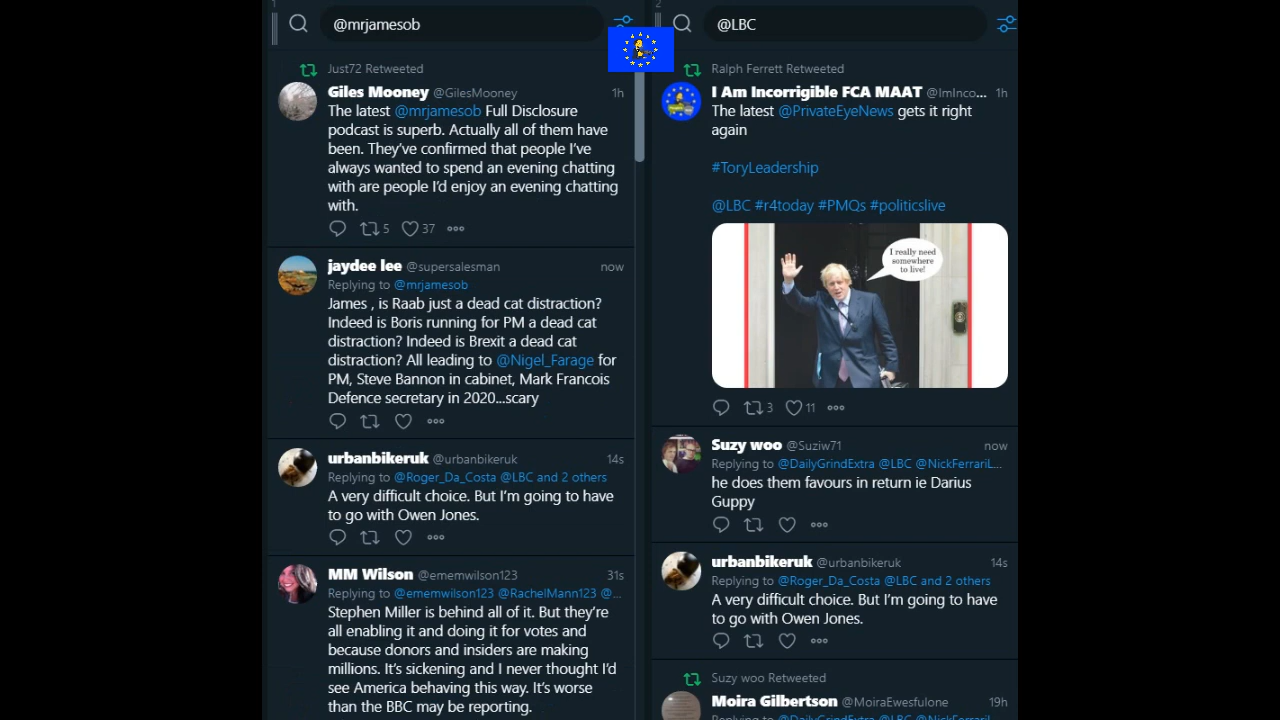 1
@mrjamesob
Just72 Retweeted
Giles Mooney @GilesMooney 1h
The latest @mrjamesob Full Disclosure
podcast is superb. Actually all of them have
been. They've confirmed that people I've
always wanted to spend an evening chatting
with are people I'd enjoy an evening chatting
with.
5 37
jaydee lee @supersalesman now
Replying to @mrjamesob
James , is Raab just a dead cat distraction?
Indeed is Boris running for PM a dead cat
distraction? Indeed is Brexit a dead cat
distraction? All leading to @Nigel_Farage for
PM, Steve Bannon in cabinet, Mark Francois
Defence secretary in 2020...scary
urbanbikeruk @urbanbikeruk 14s
Replying to @Roger_Da_Costa @LBC and 2 others
A very difficult choice. But I'm going to have
to go with Owen Jones.
MM Wilson @ememwilson123 31s
Replying to @ememwilson123 @RachelMann123 @...
Stephen Miller is behind all of it. But they're
all enabling it and doing it for votes and
because donors and insiders are making
millions. It's sickening and I never thought I'd
see America behaving this way. It's worse
than the BBC may be reporting.
2
@LBC
Ralph Ferrett Retweeted
I Am Incorrigible FCA MAAT @ImInco... 1h
The latest @PrivateEyeNews gets it right
again
#ToryLeadership
@LBC #r4today #PMQs #politicslive
I really need
somewhere
to live!
3 11
Suzy woo @Suziw71 now
Replying to @DailyGrindExtra @LBC @NickFerrariL...
he does them favours in return ie Darius
Guppy
urbanbikeruk @urbanbikeruk 14s
Replying to @Roger_Da_Costa @LBC and 2 others
A very difficult choice. But I'm going to have
to go with Owen Jones.
Suzy woo Retweeted
Moira Gilbertson @MoiraEwesfulone 19h
Replying to @DailyGrindExtra @LBC @NickFerrariL...